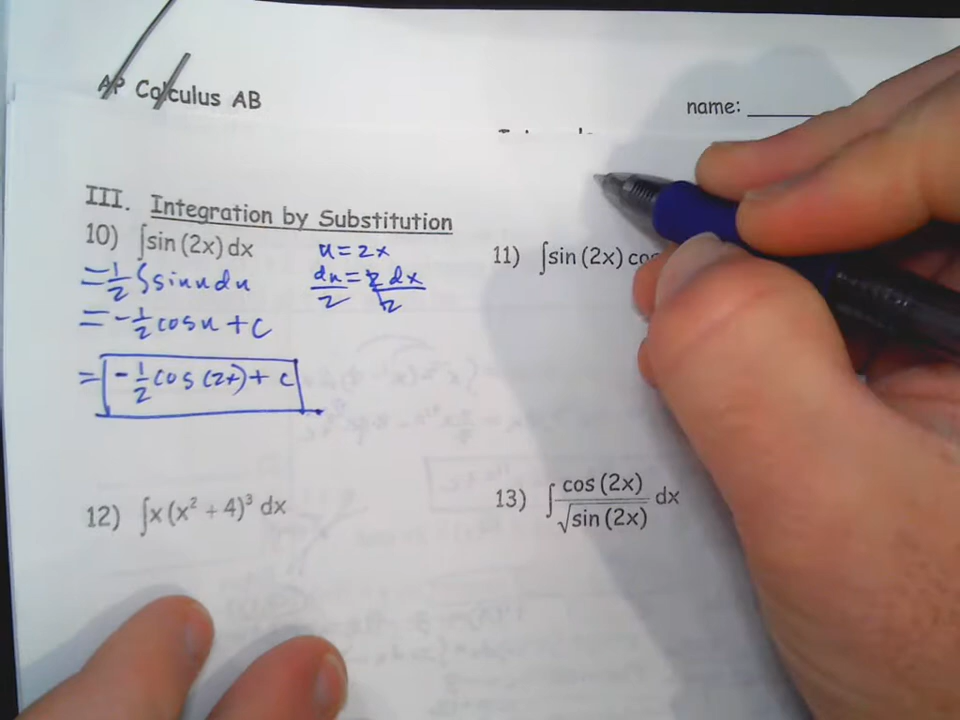 AP Calculus AB
name:
III. Integration by Substitution
10) ∫sin (2x) dx
u = 2x
= 1/2 ∫sin u du
du/2 = 2 dx/2
= -1/2 cos u + C
= -1/2 cos (2x) + C
11) ∫sin (2x)
12) ∫x (x² + 4)³ dx
13) ∫ cos (2x)/√sin (2x) dx